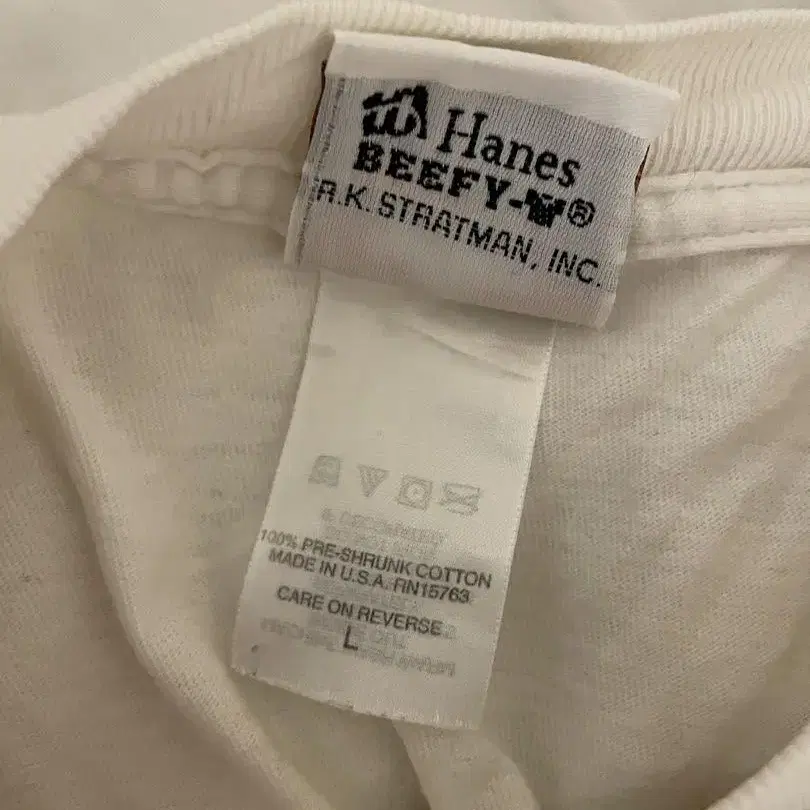 Hanes
BEEFY-T®
R.K. STRATMAN, INC.
100% PRE-SHRUNK COTTON
MADE IN U.S.A. RN15763
CARE ON REVERSE
L